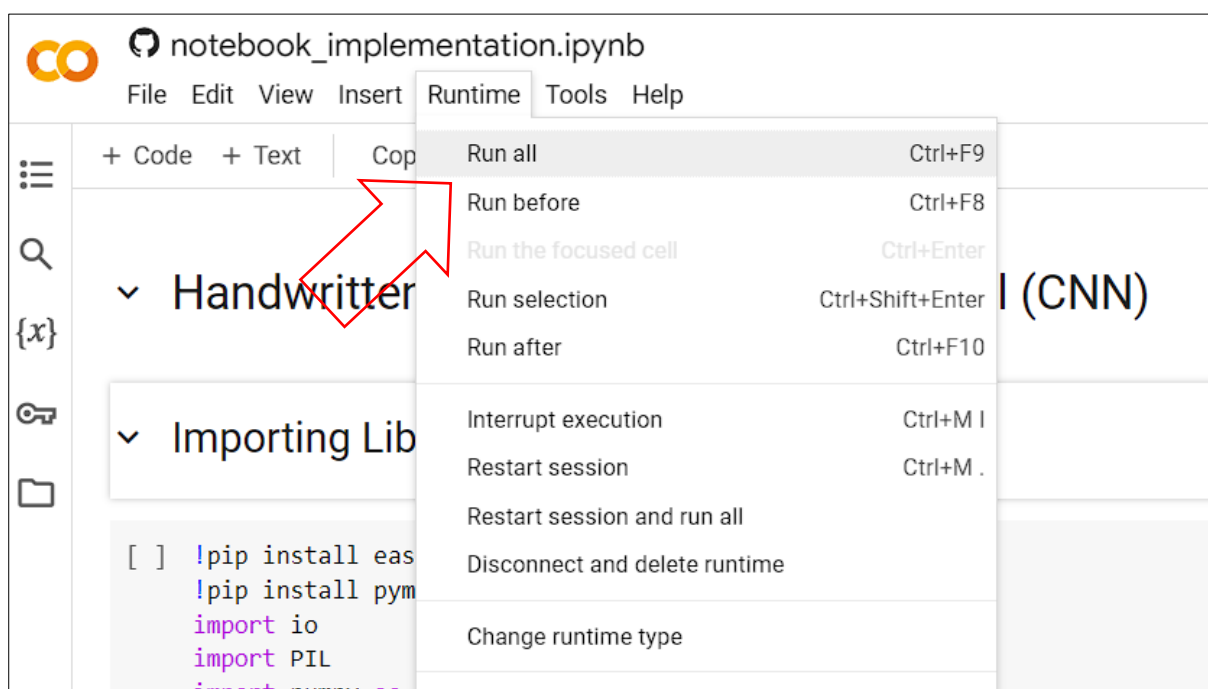 notebook_implementation.ipynb
File Edit View Insert Runtime Tools Help
+ Code + Text Cop
Run all Ctrl+F9
Run before Ctrl+F8
Run the focused cell Ctrl+Enter
Run selection Ctrl+Shift+Enter
Run after Ctrl+F10
Interrupt execution Ctrl+M I
Restart session Ctrl+M .
Restart session and run all
Disconnect and delete runtime
Change runtime type
{x}
Handwritten l (CNN)
Importing Lib
[ ] !pip install eas
!pip install pym
import io
import PIL